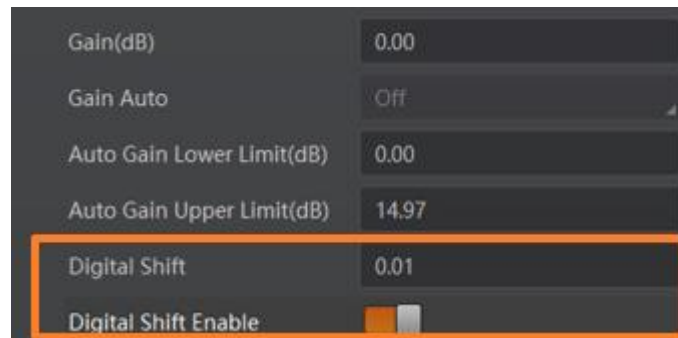 Gain(dB) 0.00
Gain Auto Off
Auto Gain Lower Limit(dB) 0.00
Auto Gain Upper Limit(dB) 14.97
Digital Shift 0.01
Digital Shift Enable